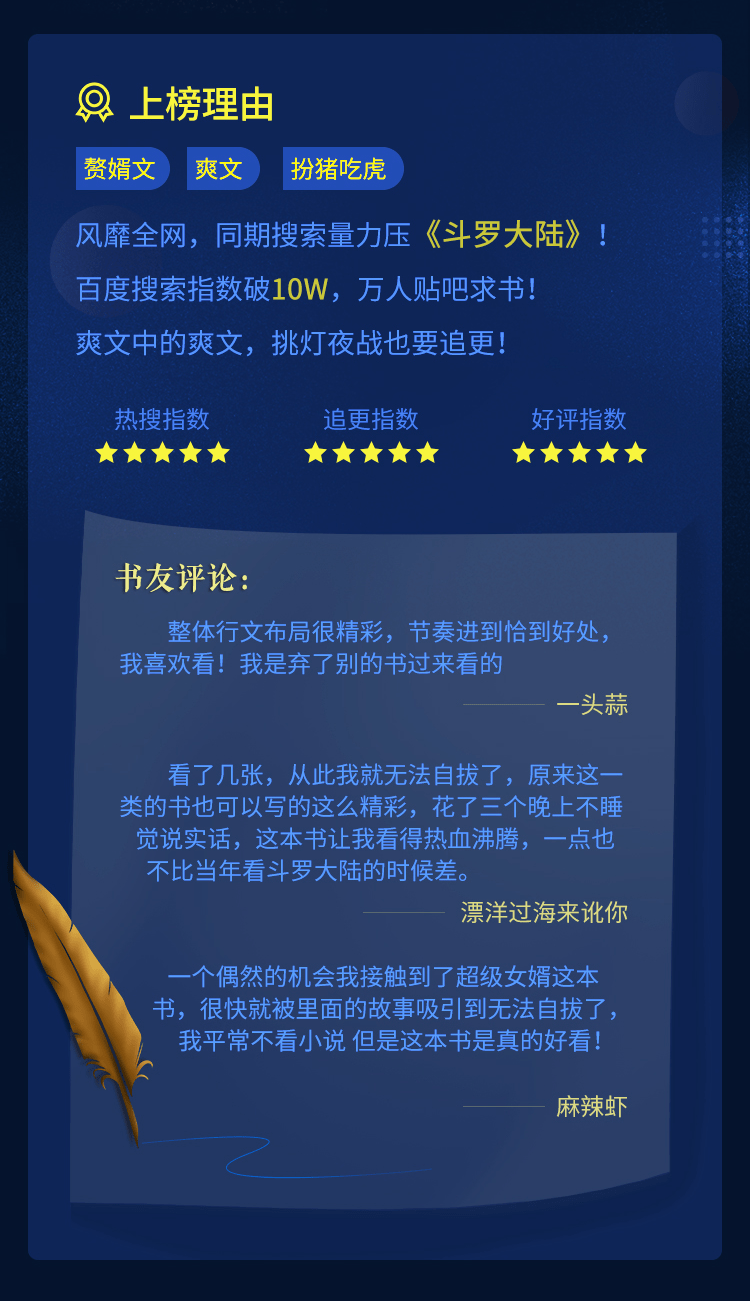 上榜理由
赘婿文 爽文 扮猪吃虎
风靡全网，同期搜索量力压《斗罗大陆》！
百度搜索指数破10W，万人贴吧求书！
爽文中的爽文，挑灯夜战也要追更！
热搜指数 追更指数 好评指数
书友评论：
整体行文布局很精彩，节奏进到恰到好处，
我喜欢看！我是弃了别的书过来看的
一头蒜
看了几张，从此我就无法自拔了，原来这一
类的书也可以写的这么精彩，花了三个晚上不睡
觉说实话，这本书让我看得热血沸腾，一点也
不比当年看斗罗大陆的时候差。
漂洋过海来讹你
一个偶然的机会我接触到了超级女婿这本
书，很快就被里面的故事吸引到无法自拔了，
我平常不看小说 但是这本书是真的好看！
麻辣虾